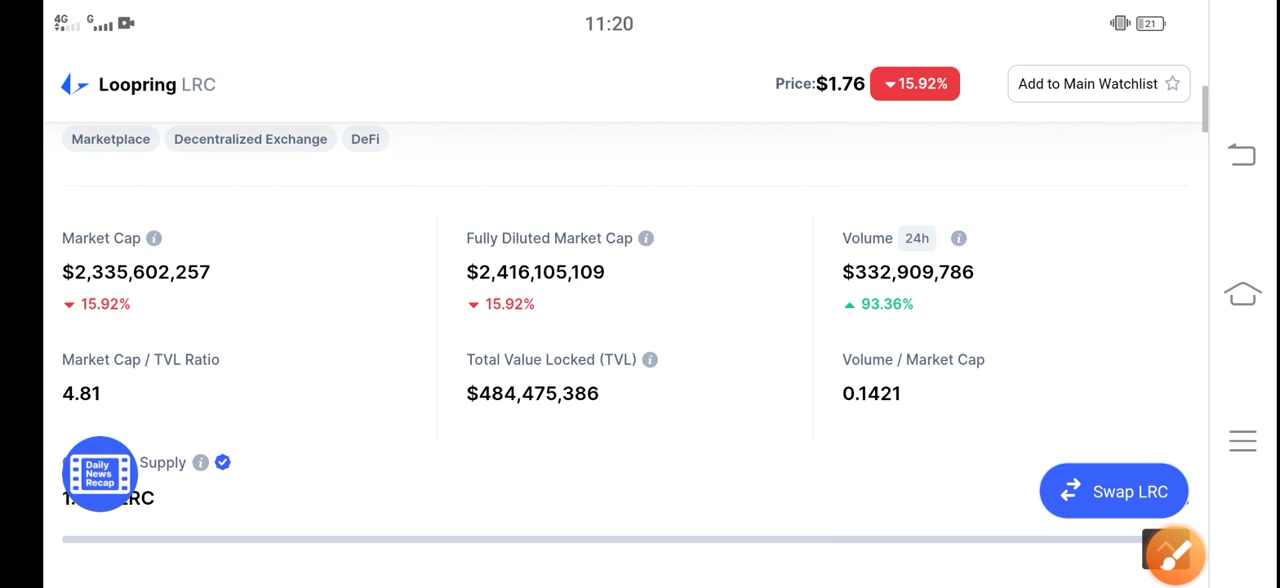 4G G 11:20 21
Loopring LRC Price:$1.76 15.92% Add to Main Watchlist
Marketplace Decentralized Exchange DeFi
Market Cap Fully Diluted Market Cap Volume 24h
$2,335,602,257 $2,416,105,109 $332,909,786
15.92% 15.92% 93.36%
Market Cap / TVL Ratio Total Value Locked (TVL) Volume / Market Cap
4.81 $484,475,386 0.1421
Supply
Daily
News
Recap
Swap LRC